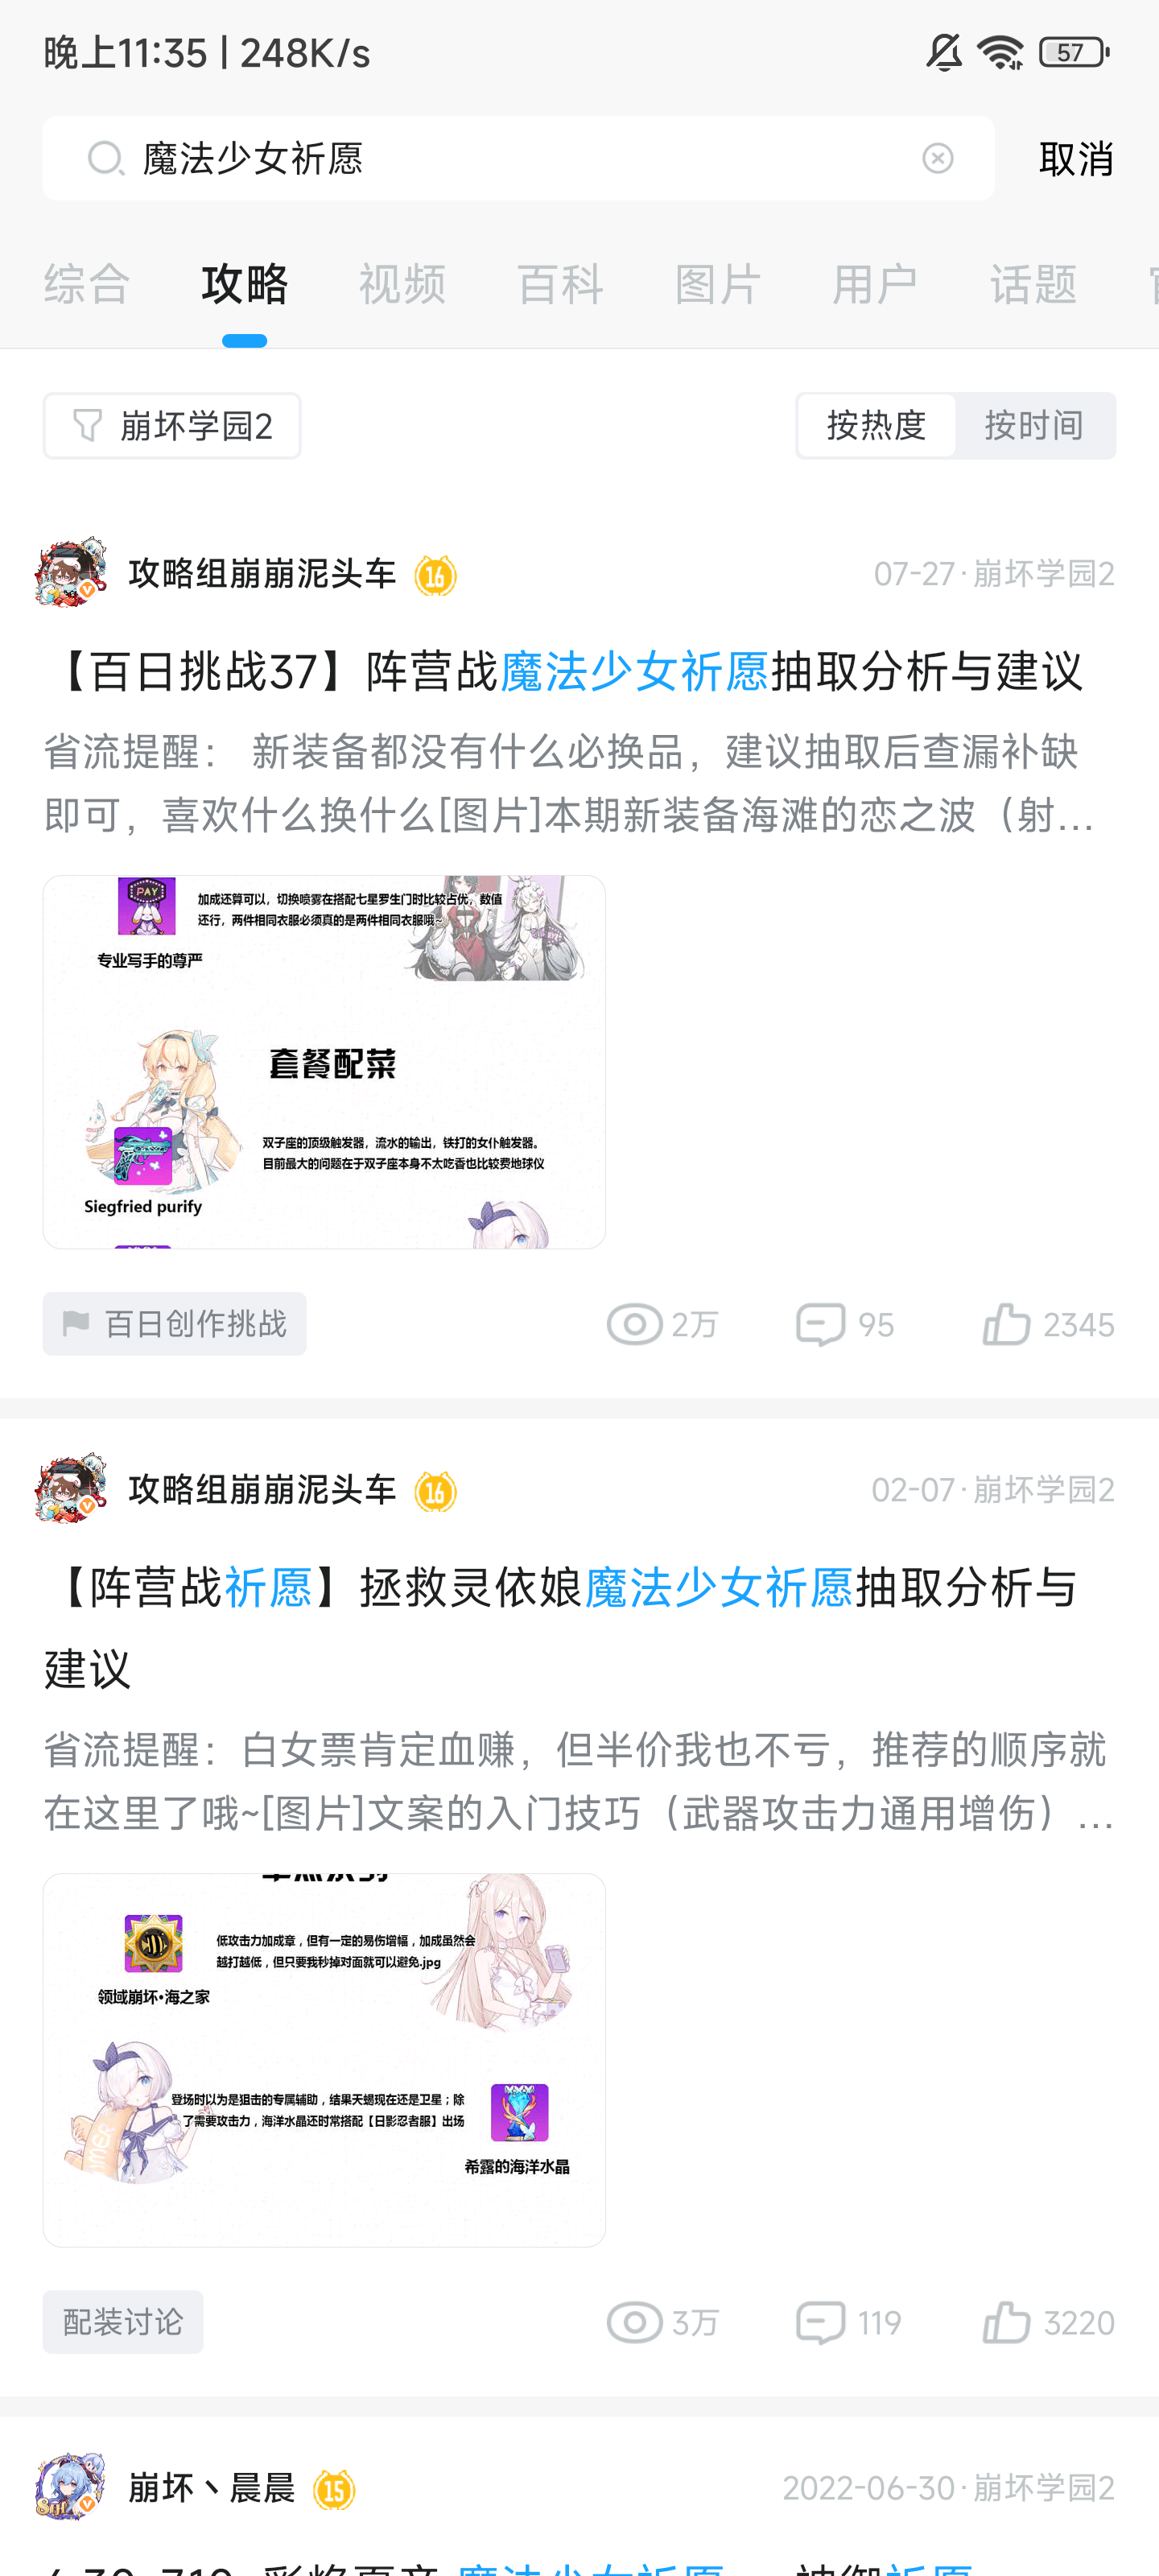 晚上11:35 | 248K/s
57
魔法少女祈愿
取消
综合 攻略 视频 百科 图片 用户 话题
崩坏学园2
按热度 按时间
攻略组崩崩泥头车 16
07-27·崩坏学园2
【百日挑战37】阵营战魔法少女祈愿抽取分析与建议
省流提醒： 新装备都没有什么必换品，建议抽取后查漏补缺
即可，喜欢什么换什么[图片]本期新装备海滩的恋之波（射...
PAY
加成还算可以，切换喷雾在搭配七星罗生门时比较占优，数值
还行，两件相同衣服必须真的是两件相同衣服哦~
专业写手的尊严
套餐配菜
双子座的顶级触发器，流水的输出，铁打的女仆触发器。
目前最大的问题在于双子座本身不太吃香也比较费地球仪
Siegfried purify
百日创作挑战
2万 95 2345
攻略组崩崩泥头车 16
02-07·崩坏学园2
【阵营战祈愿】拯救灵依娘魔法少女祈愿抽取分析与
建议
省流提醒：白女票肯定血赚，但半价我也不亏，推荐的顺序就
在这里了哦~[图片]文案的入门技巧（武器攻击力通用增伤）...
低攻击力加成章，但有一定的易伤增幅，加成虽然会
越打越低，但只要我秒掉对面就可以避免.jpg
领域崩坏•海之家
登场时以为是狙击的专属辅助，结果天蝎现在还是卫星；除
了需要攻击力，海洋水晶还时常搭配【日影忍者服】出场
希露的海洋水晶
配装讨论
3万 119 3220
崩坏丶晨晨 15
2022-06-30·崩坏学园2
魔法少女祈愿